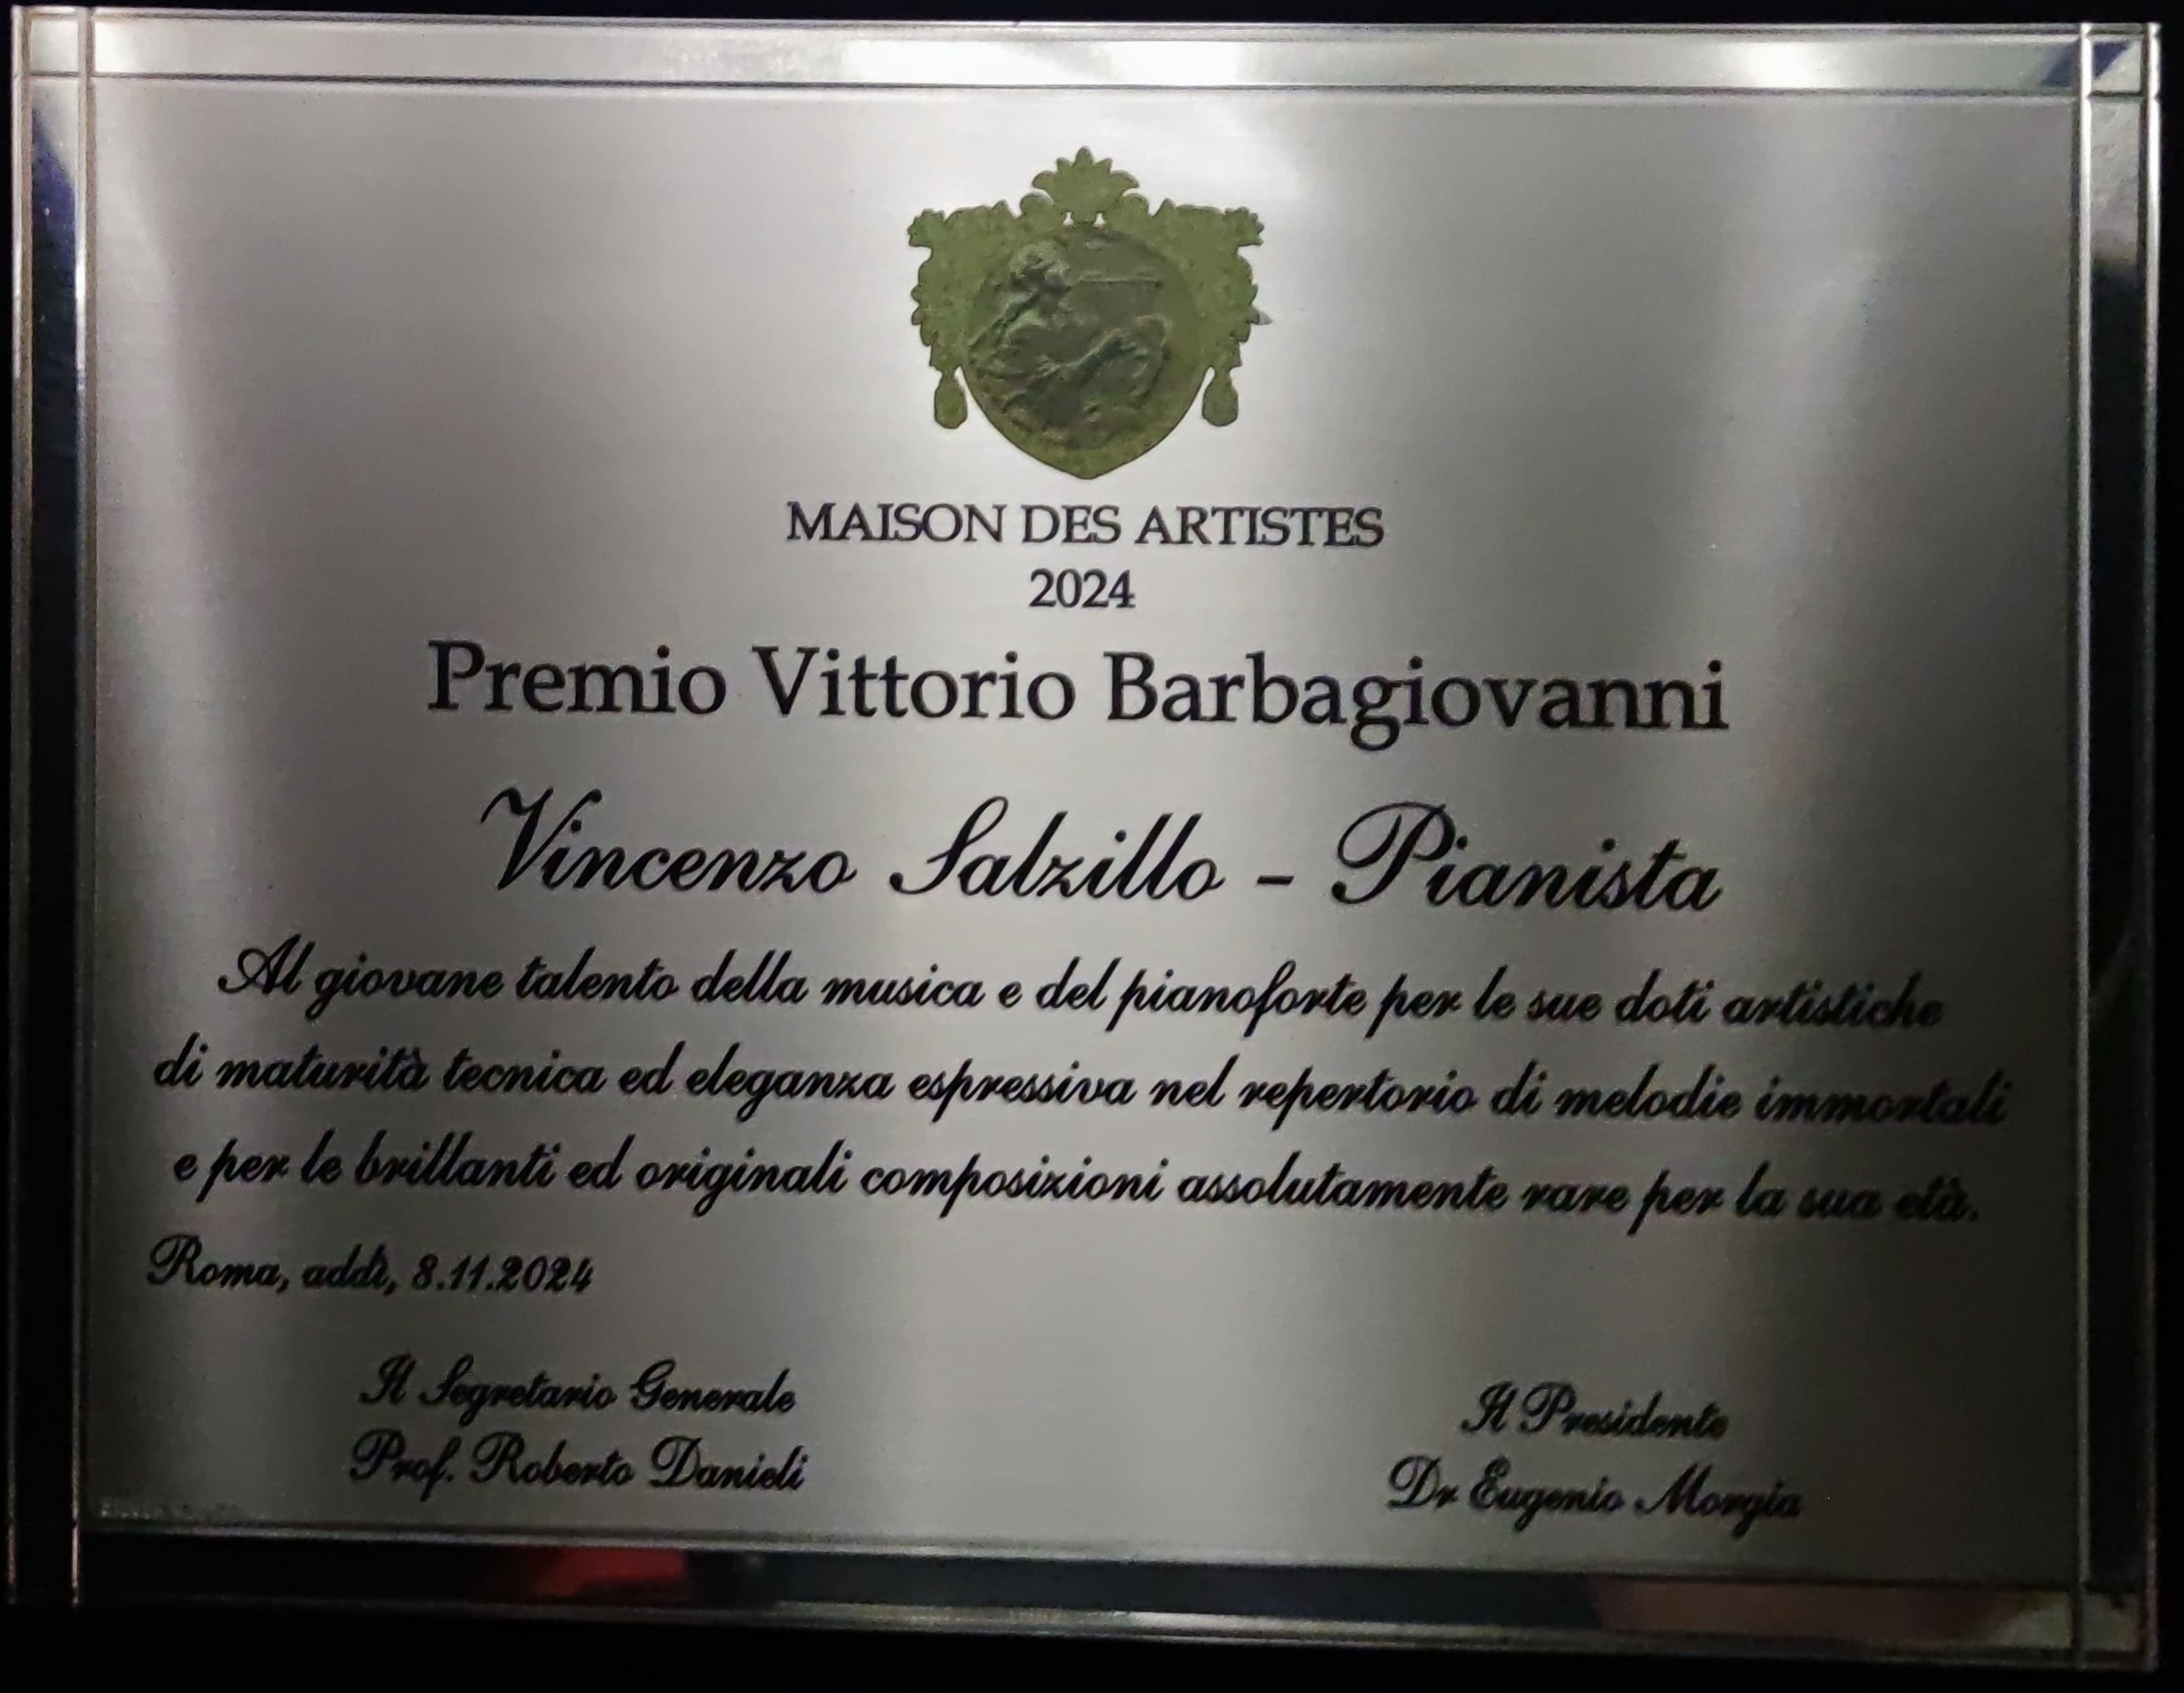 MAISON DES ARTISTES
2024
Premio Vittorio Barbagiovanni
Vincenzo Salzillo - Pianista
Al giovane talento della musica e del pianoforte per le sue doti artistiche
di maturità tecnica ed eleganza espressiva nel repertorio di melodie immortali
e per le brillanti ed originali composizioni assolutamente rare per la sua età.
Roma, addì, 8.11.2024
Il Segretario Generale
Prof. Roberto Danieli
Il Presidente
Dr Eugenio Morgia